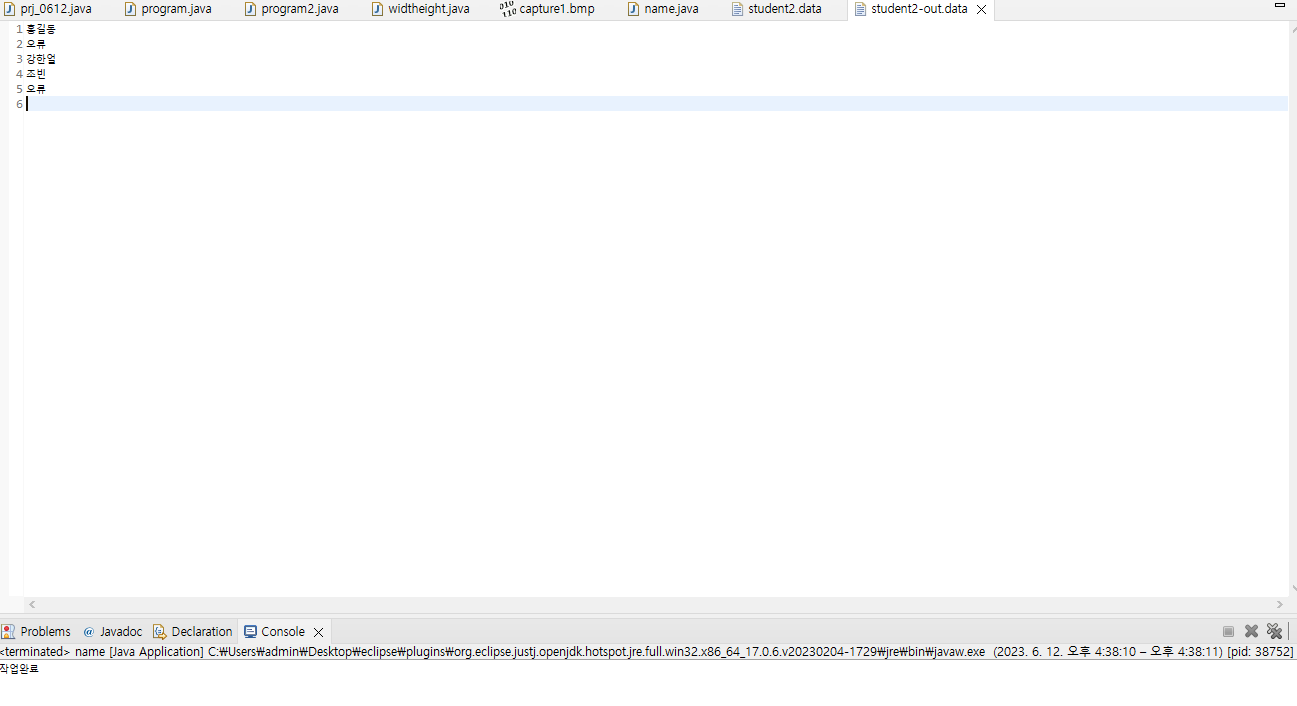 prj_0612.java program.java program2.java widtheight.java capture1.bmp name.java student2.data student2-out.data
1 홍길동
2 오류
3 강한얼
4 조빈
5 오류
6
Problems @ Javadoc Declaration Console
<terminated> name [Java Application] C:₩Users₩admin₩Desktop₩eclipse₩plugins₩org.eclipse.justj.openjdk.hotspot.jre.full.win32.x86_64_17.0.6.v20230204-1729₩jre₩bin₩javaw.exe (2023. 6. 12. 오후 4:38:10 – 오후 4:38:11) [pid: 38752]
작업완료